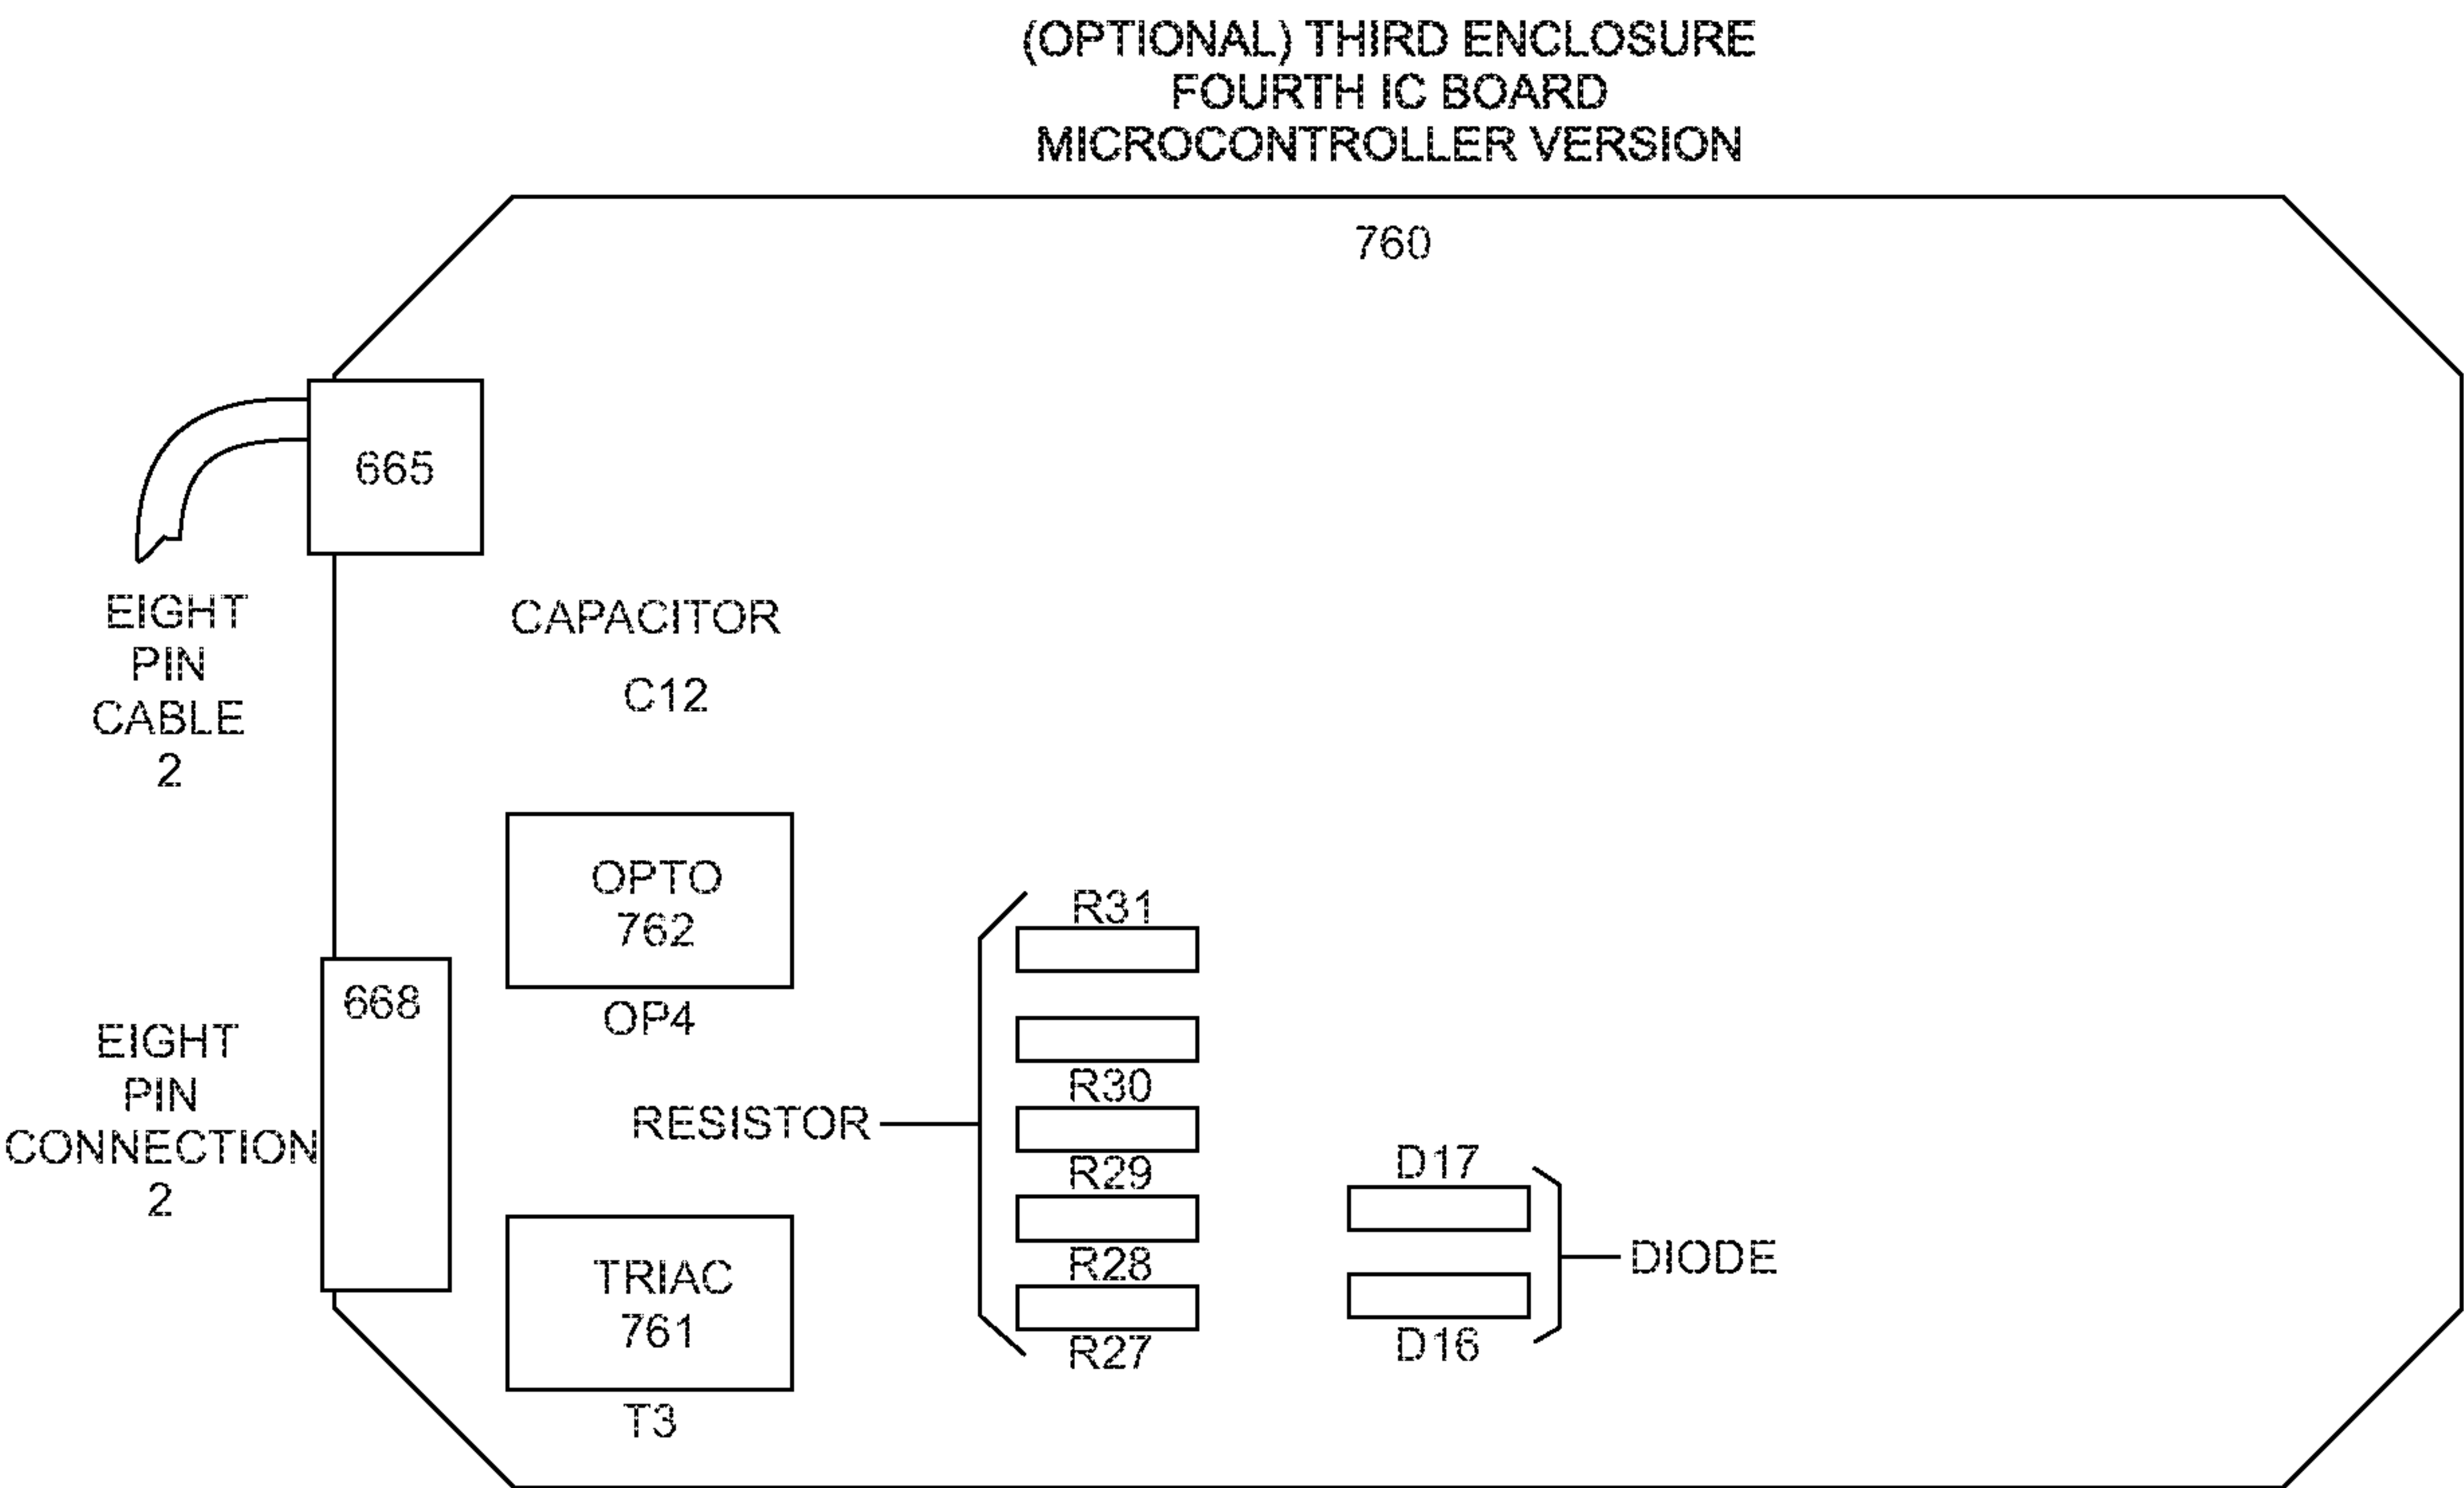 (OPTIONAL) THIRD ENCLOSURE
FOURTH IC BOARD
MICROCONTROLLER VERSION
760
665
EIGHT
PIN
CABLE
2
CAPACITOR
C12
OPTO
762
OP4
668
EIGHT
PIN
CONNECTION
2
TRIAC
761
T3
RESISTOR
R31
R30
R29
R28
R27
D17
D16
DIODE